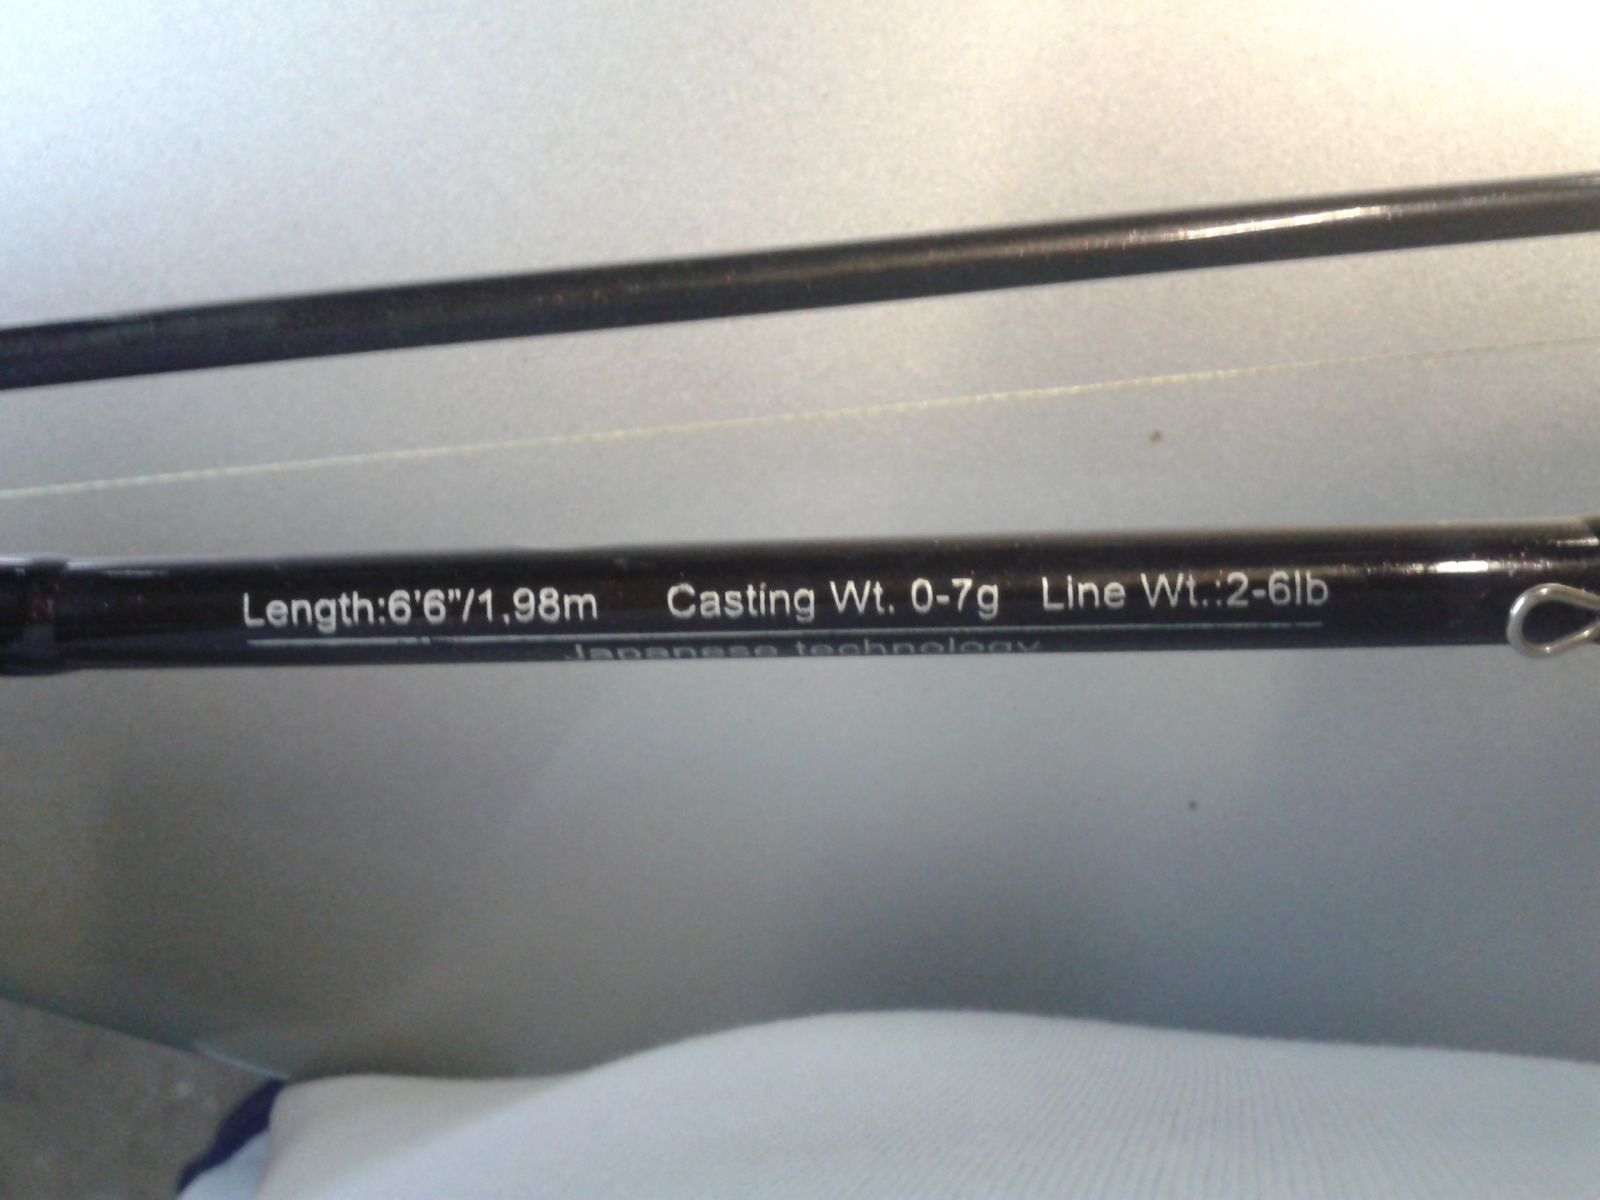 Length:6'6"/1.98m Casting Wt. 0-7g Line Wt.:2-6lb
Japanese technology